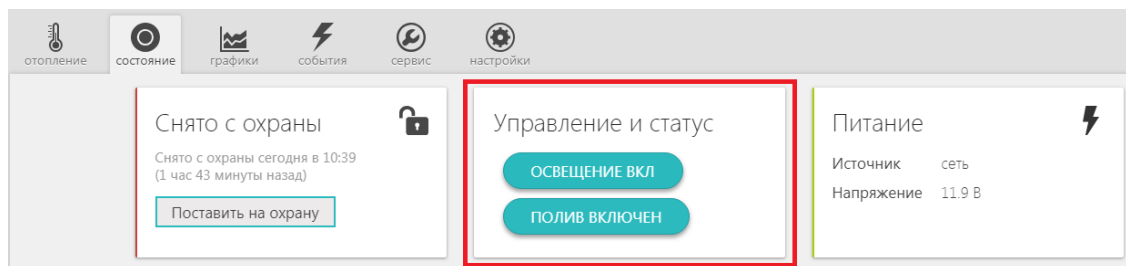 отопление
состояние
графики
события
сервис
настройки
Снято с охраны
Снято с охраны сегодня в 10:39
(1 час 43 минуты назад)
Поставить на охрану
Управление и статус
ОСВЕЩЕНИЕ ВКЛ
ПОЛИВ ВКЛЮЧЕН
Питание
Источник сеть
Напряжение 11.9 В